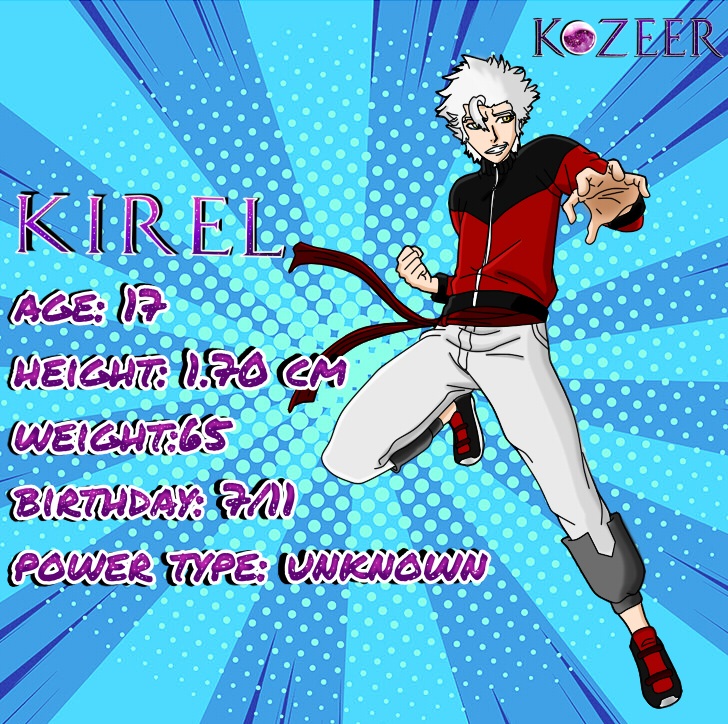 KOZEER
KIREL
AGE: 17
HEIGHT: 1.70 CM
WEIGHT:65
BIRTHDAY: 7/11
POWER TYPE: UNKNOWN